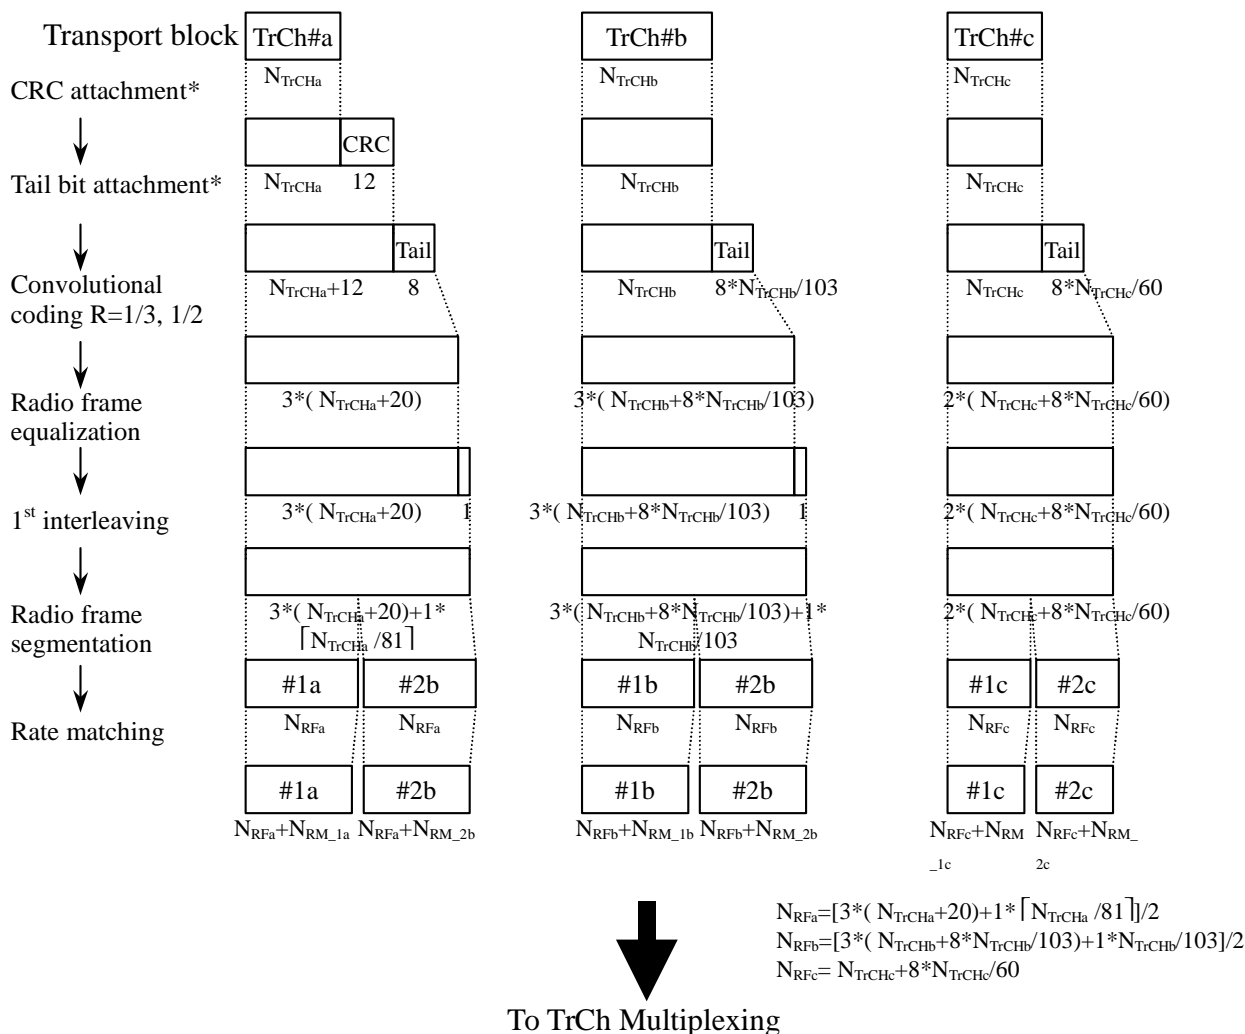 Transport block
TrCh#a TrCh#b TrCh#c
N_TrCHa N_TrCHb N_TrCHc
CRC attachment*
CRC
N_TrCHa 12 N_TrCHb N_TrCHc
Tail bit attachment*
Tail Tail Tail
N_TrCHa+12 8 N_TrCHb 8*N_TrCHb/103 N_TrCHc 8*N_TrCHc/60
Convolutional
coding R=1/3, 1/2
3*( N_TrCHa+20) 3*( N_TrCHb+8*N_TrCHb/103) 2*( N_TrCHc+8*N_TrCHc/60)
Radio frame
equalization
3*( N_TrCHa+20) 1 3*( N_TrCHb+8*N_TrCHb/103) 1 2*( N_TrCHc+8*N_TrCHc/60)
1st interleaving
3*( N_TrCHa+20)+1* 3*( N_TrCHb+8*N_TrCHb/103)+1* 2*( N_TrCHc+8*N_TrCHc/60)
⌈N_TrCHa /81⌉ N_TrCHb/103
Radio frame
segmentation
#1a #2b #1b #2b #1c #2c
N_RFa N_RFa N_RFb N_RFb N_RFc N_RFc
Rate matching
#1a #2b #1b #2b #1c #2c
N_RFa+N_RM_1a N_RFa+N_RM_2b N_RFb+N_RM_1b N_RFb+N_RM_2b N_RFc+N_RM N_RFc+N_RM_
_1c 2c
N_RFa=[3*( N_TrCHa+20)+1* ⌈N_TrCHa /81⌉]/2
N_RFb=[3*( N_TrCHb+8*N_TrCHb/103)+1*N_TrCHb/103]/2
N_RFc= N_TrCHc+8*N_TrCHc/60
To TrCh Multiplexing